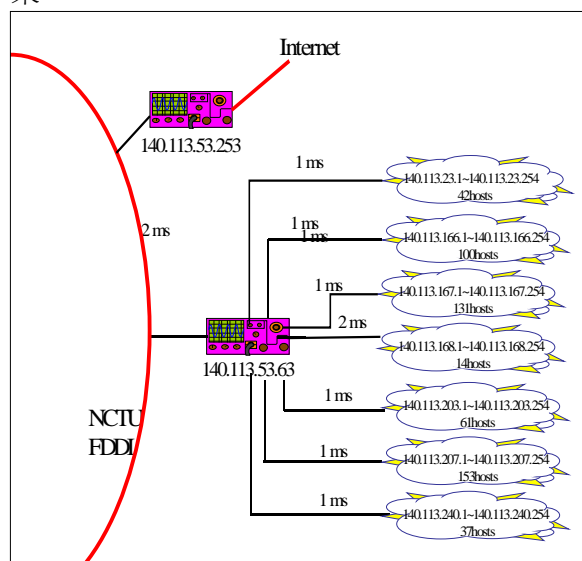 Internet
140.113.53.253
1 ms
140.113.23.1~140.113.23.254
42hosts
2 ms
1 ms
1 ms
140.113.166.1~140.113.166.254
100hosts
1 ms
140.113.167.1~140.113.167.254
131hosts
2 ms
140.113.168.1~140.113.168.254
14hosts
140.113.53.63
1 ms
140.113.203.1~140.113.203.254
61hosts
NCTU
FDDI
1 ms
140.113.207.1~140.113.207.254
153hosts
1 ms
140.113.240.1~140.113.240.254
37hosts